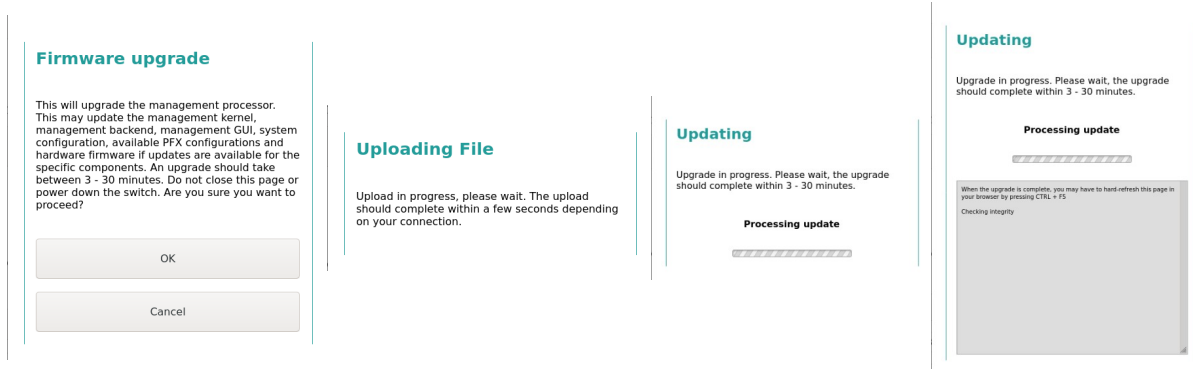 Firmware upgrade
This will upgrade the management processor.
This may update the management kernel,
management backend, management GUI, system
configuration, available PFX configurations and
hardware firmware if updates are available for the
specific components. An upgrade should take
between 3 - 30 minutes. Do not close this page or
power down the switch. Are you sure you want to
proceed?
OK
Cancel
Uploading File
Upload in progress, please wait. The upload
should complete within a few seconds depending
on your connection.
Updating
Upgrade in progress. Please wait, the upgrade
should complete within 3 - 30 minutes.
Processing update
Updating
Upgrade in progress. Please wait, the upgrade
should complete within 3 - 30 minutes.
Processing update
When the upgrade is complete, you may have to hard-refresh this page in
your browser by pressing CTRL + F5
Checking integrity